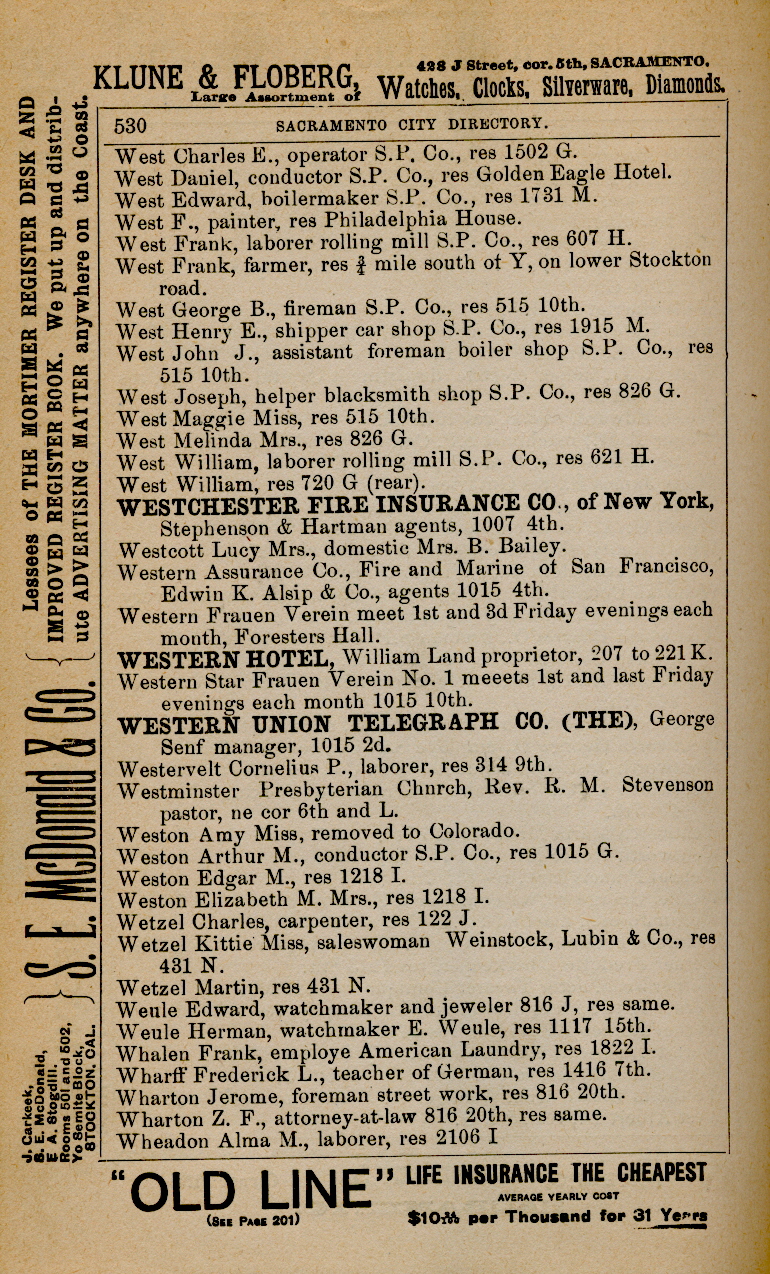 KLUNE & FLOBERG,
428 J Street, cor. 5th, SACRAMENTO.
Large Assortment of Watches, Clocks, Silverware, Diamonds.
530 SACRAMENTO CITY DIRECTORY.
West Charles E., operator S.P. Co., res 1502 G.
West Daniel, conductor S.P. Co., res Golden Eagle Hotel.
West Edward, boilermaker S.P. Co., res 1731 M.
West F., painter, res Philadelphia House.
West Frank, laborer rolling mill S.P. Co., res 607 H.
West Frank, farmer, res ¾ mile south of Y, on lower Stockton
road.
West George B., fireman S.P. Co., res 515 10th.
West Henry E., shipper car shop S.P. Co., res 1915 M.
West John J., assistant foreman boiler shop S.P. Co., res
515 10th.
West Joseph, helper blacksmith shop S.P. Co., res 826 G.
West Maggie Miss, res 515 10th.
West Melinda Mrs., res 826 G.
West William, laborer rolling mill S.P. Co., res 621 H.
West William, res 720 G (rear).
WESTCHESTER FIRE INSURANCE CO., of New York,
Stephenson & Hartman agents, 1007 4th.
Westcott Lucy Mrs., domestic Mrs. B. Bailey.
Western Assurance Co., Fire and Marine of San Francisco,
Edwin K. Alsip & Co., agents 1015 4th.
Western Frauen Verein meet 1st and 3d Friday evenings each
month, Foresters Hall.
WESTERN HOTEL, William Land proprietor, 207 to 221 K.
Western Star Frauen Verein No. 1 meeets 1st and last Friday
evenings each month 1015 10th.
WESTERN UNION TELEGRAPH CO. (THE), George
Senf manager, 1015 2d.
Westervelt Cornelius P., laborer, res 314 9th.
Westminster Presbyterian Chnrch, Rev. R. M. Stevenson
pastor, ne cor 6th and L.
Weston Amy Miss, removed to Colorado.
Weston Arthur M., conductor S.P. Co., res 1015 G.
Weston Edgar M., res 1218 I.
Weston Elizabeth M. Mrs., res 1218 I.
Wetzel Charles, carpenter, res 122 J.
Wetzel Kittie Miss, saleswoman Weinstock, Lubin & Co., res
431 N.
Wetzel Martin, res 431 N.
Weule Edward, watchmaker and jeweler 816 J, res same.
Weule Herman, watchmaker E. Weule, res 1117 15th.
Whalen Frank, employe American Laundry, res 1822 I.
Wharff Frederick L., teacher of German, res 1416 7th.
Wharton Jerome, foreman street work, res 816 20th.
Wharton Z. F., attorney-at-law 816 20th, res same.
Wheadon Alma M., laborer, res 2106 I
J. Carkeek,
S. E. McDonald,
E A. Stogdill.
Rooms 501 and 502,
Yo Semite Block,
STOCKTON, CAL.
S. E. McDonald & Co.
Lessees of THE MORTIMER REGISTER DESK AND
IMPROVED REGISTER BOOK. We put up and distrib-
ute ADVERTISING MATTER anywhere on the Coast.
"OLD LINE"
(SEE PAGE 201)
LIFE INSURANCE THE CHEAPEST
AVERAGE YEARLY COST
per Thousand for 31 Years